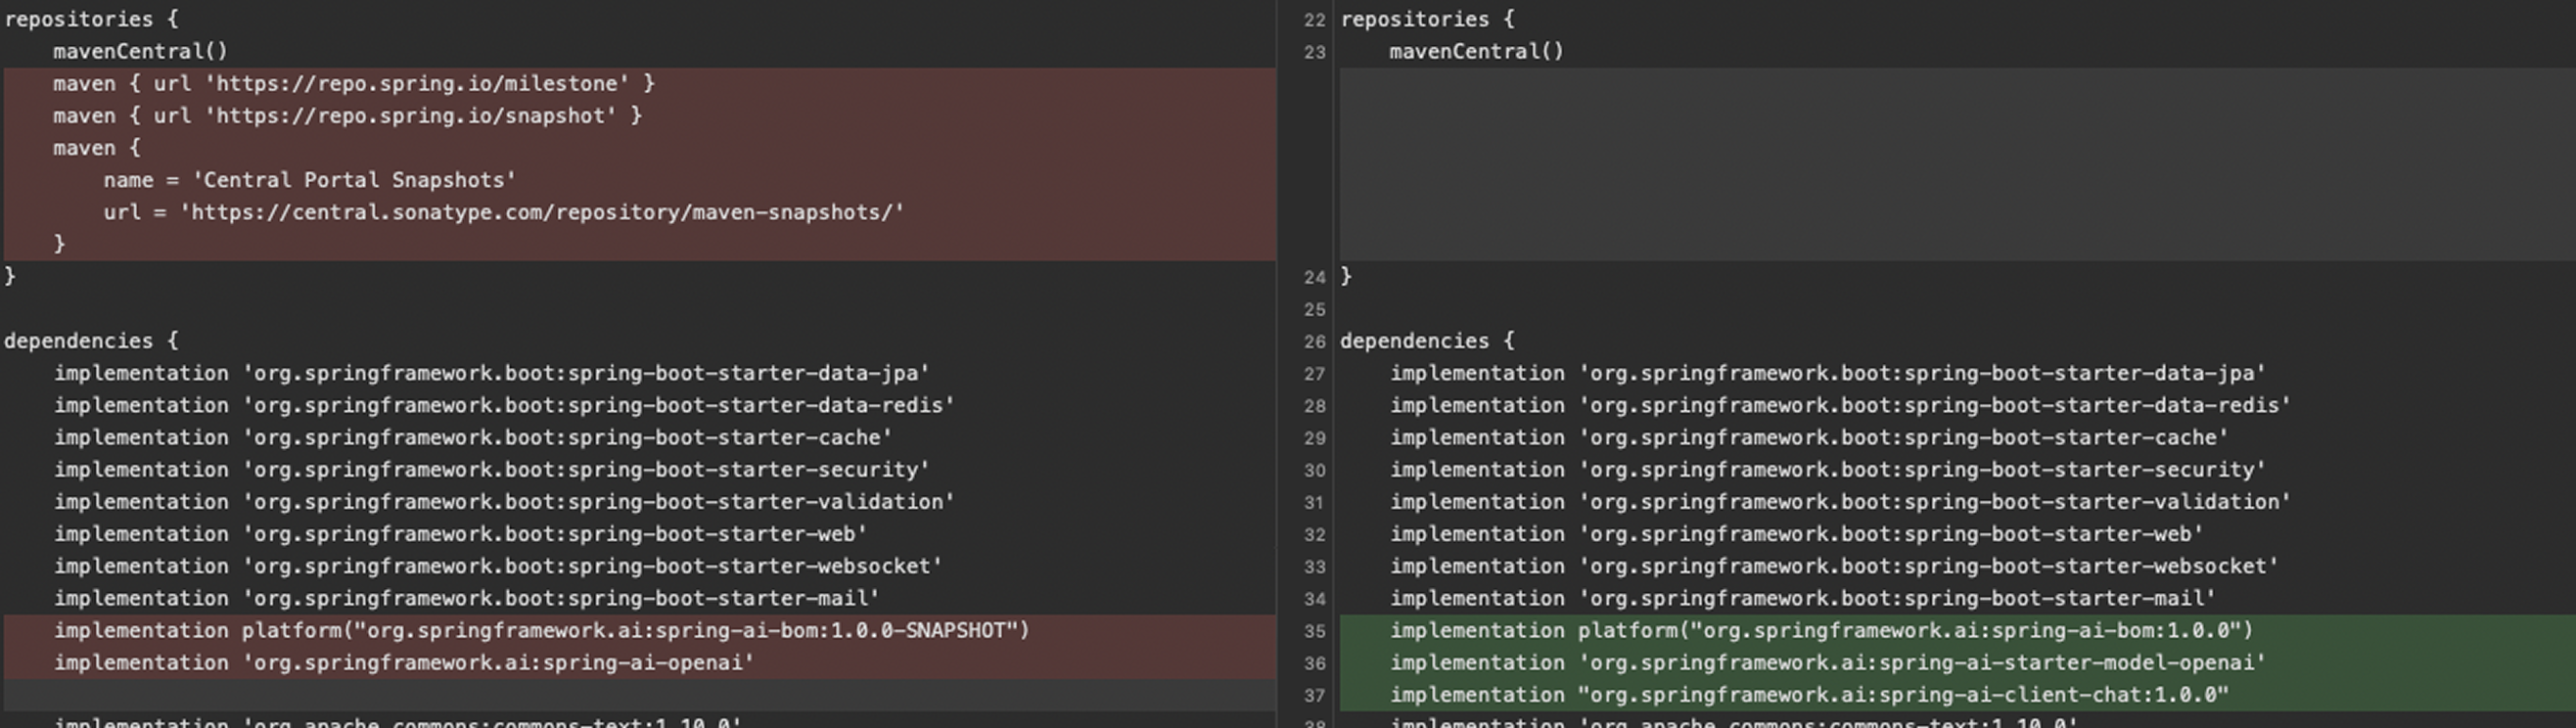 repositories {
    mavenCentral()
    maven { url 'https://repo.spring.io/milestone' }
    maven { url 'https://repo.spring.io/snapshot' }
    maven {
        name = 'Central Portal Snapshots'
        url = 'https://central.sonatype.com/repository/maven-snapshots/'
    }
}
dependencies {
    implementation 'org.springframework.boot:spring-boot-starter-data-jpa'
    implementation 'org.springframework.boot:spring-boot-starter-data-redis'
    implementation 'org.springframework.boot:spring-boot-starter-cache'
    implementation 'org.springframework.boot:spring-boot-starter-security'
    implementation 'org.springframework.boot:spring-boot-starter-validation'
    implementation 'org.springframework.boot:spring-boot-starter-web'
    implementation 'org.springframework.boot:spring-boot-starter-websocket'
    implementation 'org.springframework.boot:spring-boot-starter-mail'
    implementation platform("org.springframework.ai:spring-ai-bom:1.0.0-SNAPSHOT")
    implementation 'org.springframework.ai:spring-ai-openai'
    implementation 'org.apache.commons:commons-text:1.10.0'
22 repositories {
23     mavenCentral()
24 }
25
26 dependencies {
27     implementation 'org.springframework.boot:spring-boot-starter-data-jpa'
28     implementation 'org.springframework.boot:spring-boot-starter-data-redis'
29     implementation 'org.springframework.boot:spring-boot-starter-cache'
30     implementation 'org.springframework.boot:spring-boot-starter-security'
31     implementation 'org.springframework.boot:spring-boot-starter-validation'
32     implementation 'org.springframework.boot:spring-boot-starter-web'
33     implementation 'org.springframework.boot:spring-boot-starter-websocket'
34     implementation 'org.springframework.boot:spring-boot-starter-mail'
35     implementation platform("org.springframework.ai:spring-ai-bom:1.0.0")
36     implementation 'org.springframework.ai:spring-ai-starter-model-openai'
37     implementation "org.springframework.ai:spring-ai-client-chat:1.0.0"
38     implementation 'org.apache.commons:commons-text:1.10.0'